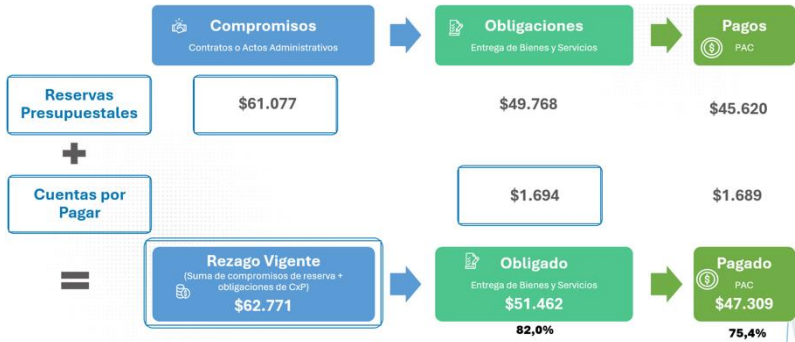 Compromisos
Contratos o Actos Administrativos
Obligaciones
Entrega de Bienes y Servicios
Pagos
PAC
Reservas
Presupuestales
$61.077
$49.768
$45.620
+
Cuentas por
Pagar
$1.694
$1.689
=
Rezago Vigente
(Suma de compromisos de reserva +
obligaciones de CxP)
$62.771
Obligado
Entrega de Bienes y Servicios
$51.462
82,0%
Pagado
PAC
$47.309
75,4%